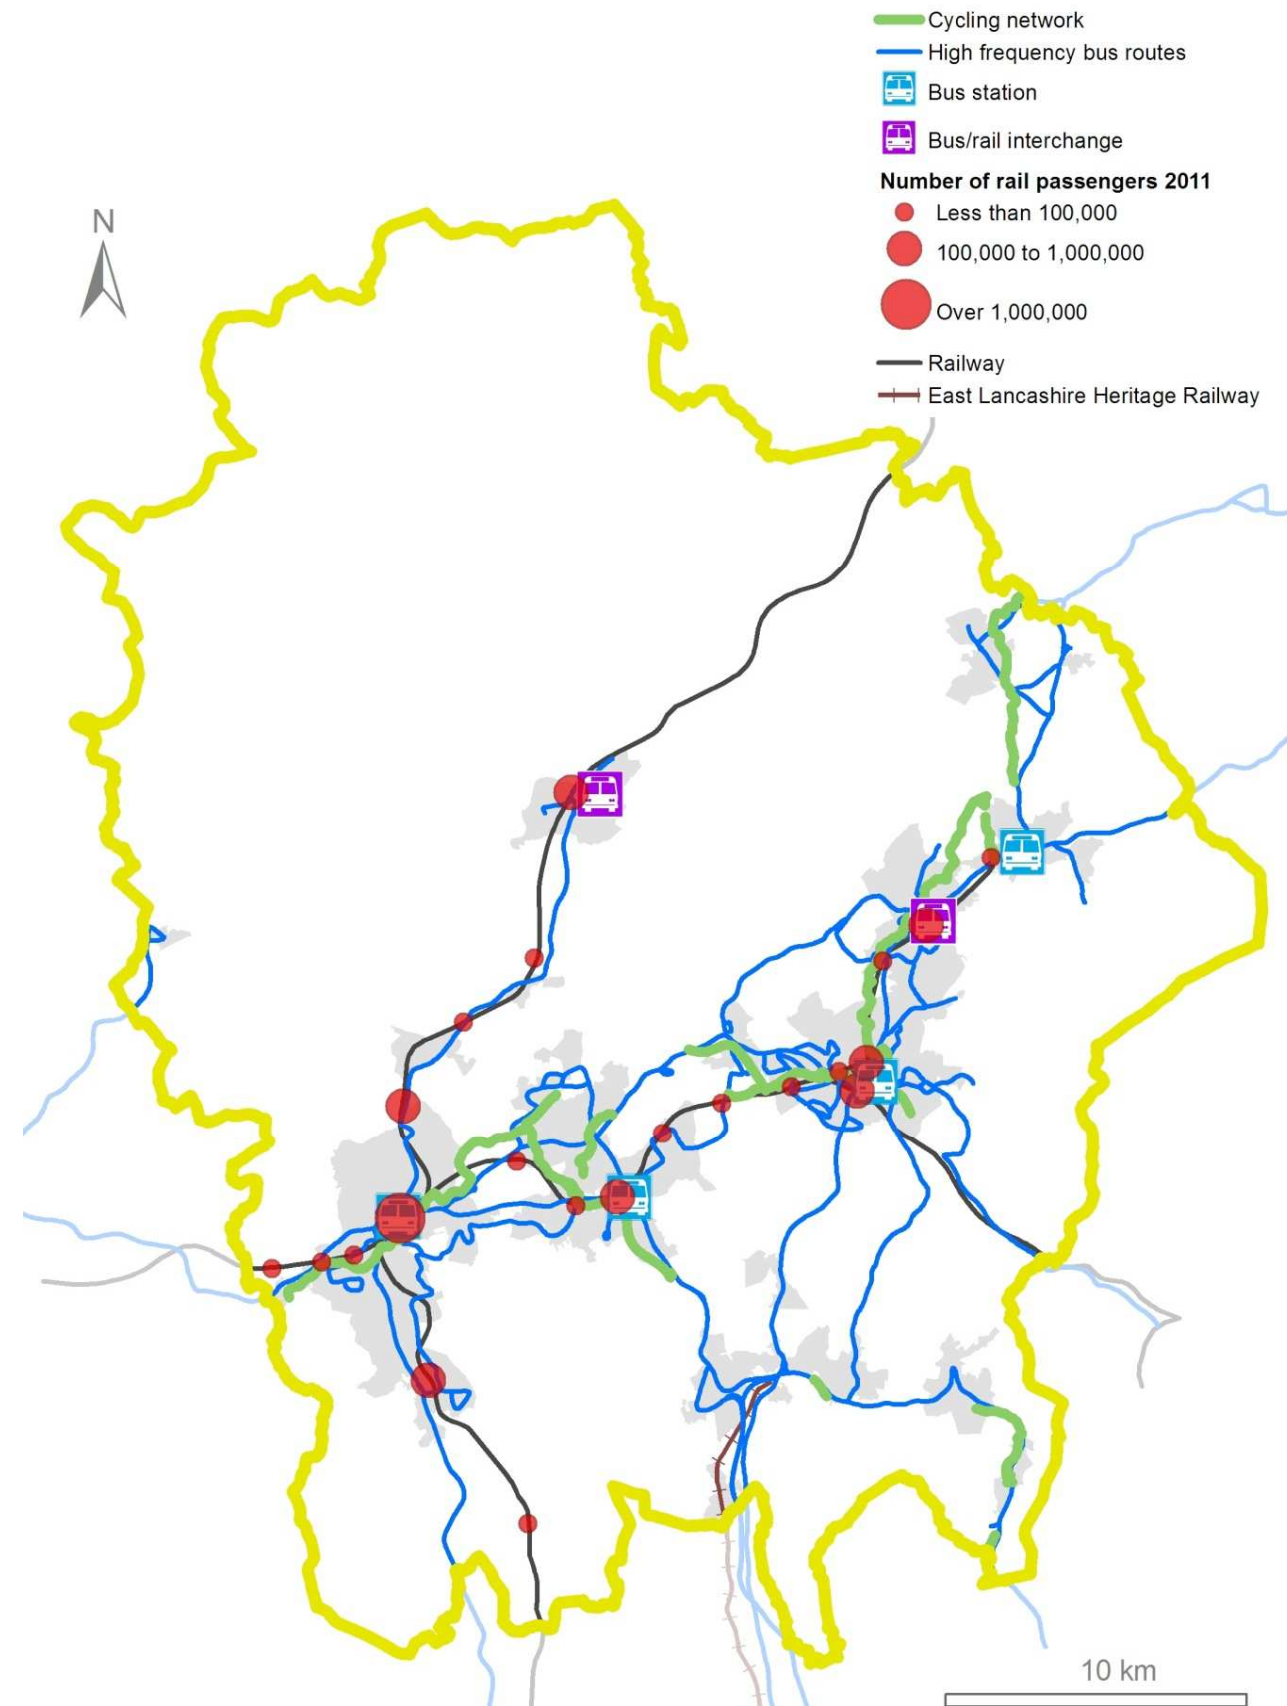 Cycling network
High frequency bus routes
Bus station
Bus/rail interchange
Number of rail passengers 2011
Less than 100,000
100,000 to 1,000,000
Over 1,000,000
Railway
East Lancashire Heritage Railway
N
10 km